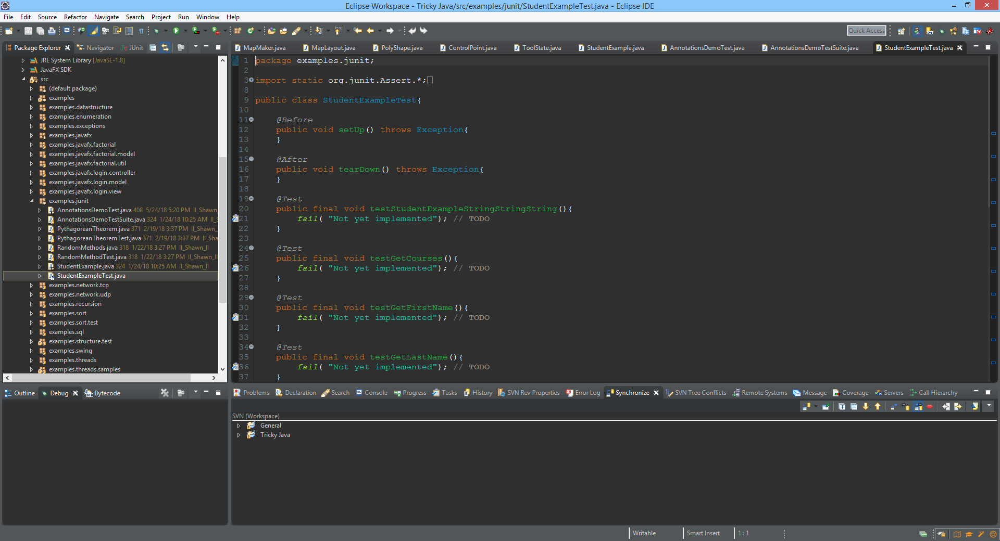 Eclipse Workspace - Tricky Java/src/examples/junit/StudentExampleTest.java - Eclipse IDE
File Edit Source Refactor Navigate Search Project Run Window Help
Quick Access
Package Explorer Navigator JUnit
JRE System Library [JavaSE-1.8]
JavaFX SDK
src
(default package)
examples
examples.datastructure
examples.enumeration
examples.exceptions
examples.javafx
examples.javafx.factorial
examples.javafx.factorial.model
examples.javafx.factorial.util
examples.javafx.login.controller
examples.javafx.login.model
examples.javafx.login.view
examples.junit
AnnotationsDemoTest.java 408 5/24/18 5:20 PM II_Shawn_
AnnotationsDemoTestSuite.java 324 1/24/18 10:25 AM II_S
PythagoreanTheorem.java 371 2/19/18 3:37 PM II_Shawn_
PythagoreanTheoremTest.java 371 2/19/18 3:37 PM II_Sha
RandomMethods.java 318 1/22/18 3:27 PM II_Shawn_II
RandomMethodTest.java 318 1/22/18 3:27 PM II_Shawn_II
StudentExample.java 324 1/24/18 10:25 AM II_Shawn_II
StudentExampleTest.java
examples.network.tcp
examples.network.udp
examples.recursion
examples.sort
examples.sort.test
examples.sql
examples.structure.test
examples.swing
examples.threads
examples.threads.samples
MapMaker.java MapLayout.java PolyShape.java ControlPoint.java ToolState.java StudentExample.java AnnotationsDemoTest.java AnnotationsDemoTestSuite.java StudentExampleTest.java
1 package examples.junit;
2
3 import static org.junit.Assert.*;
8
9 public class StudentExampleTest{
10
11 @Before
12 public void setUp() throws Exception{
13 }
14
15 @After
16 public void tearDown() throws Exception{
17 }
18
19 @Test
20 public final void testStudentExampleStringStringString(){
21 fail( "Not yet implemented"); // TODO
22 }
23
24 @Test
25 public final void testGetCourses(){
26 fail( "Not yet implemented"); // TODO
27 }
28
29 @Test
30 public final void testGetFirstName(){
31 fail( "Not yet implemented"); // TODO
32 }
33
34 @Test
35 public final void testGetLastName(){
36 fail( "Not yet implemented"); // TODO
37 }
Outline Debug Bytecode
Problems Declaration Search Console Progress Tasks History SVN Rev Properties Error Log Synchronize SVN Tree Conflicts Remote Systems Message Coverage Servers Call Hierarchy
SVN (Workspace)
General
Tricky Java
Writable Smart Insert 1 : 1